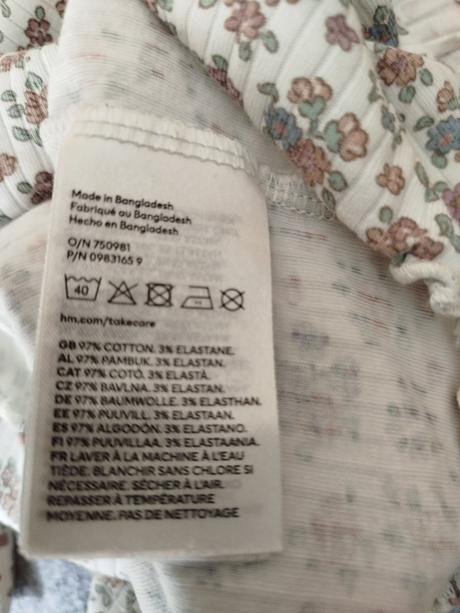 Made in Bangladesh
Fabriqué au Bangladesh
Hecho en Bangladesh
O/N 750981
P/N 0983165 9
40
hm.com/takecare
GB 97% COTTON. 3% ELASTANE.
AL 97% PAMBUK. 3% ELASTAN.
CAT 97% COTÓ. 3% ELASTÀ.
CZ 97% BAVLNA. 3% ELASTAN.
DE 97% BAUMWOLLE. 3% ELASTHAN.
EE 97% PUUVILL. 3% ELASTAAN.
ES 97% ALGODÓN. 3% ELASTANO.
FI 97% PUUVILLAA. 3% ELASTAANIA.
FR LAVER À LA MACHINE À L'EAU
TIÈDE. BLANCHIR SANS CHLORE SI
NÉCESSAIRE. SÉCHER À L'AIR.
REPASSER À TEMPÉRATURE
MOYENNE. PAS DE NETTOYAGE